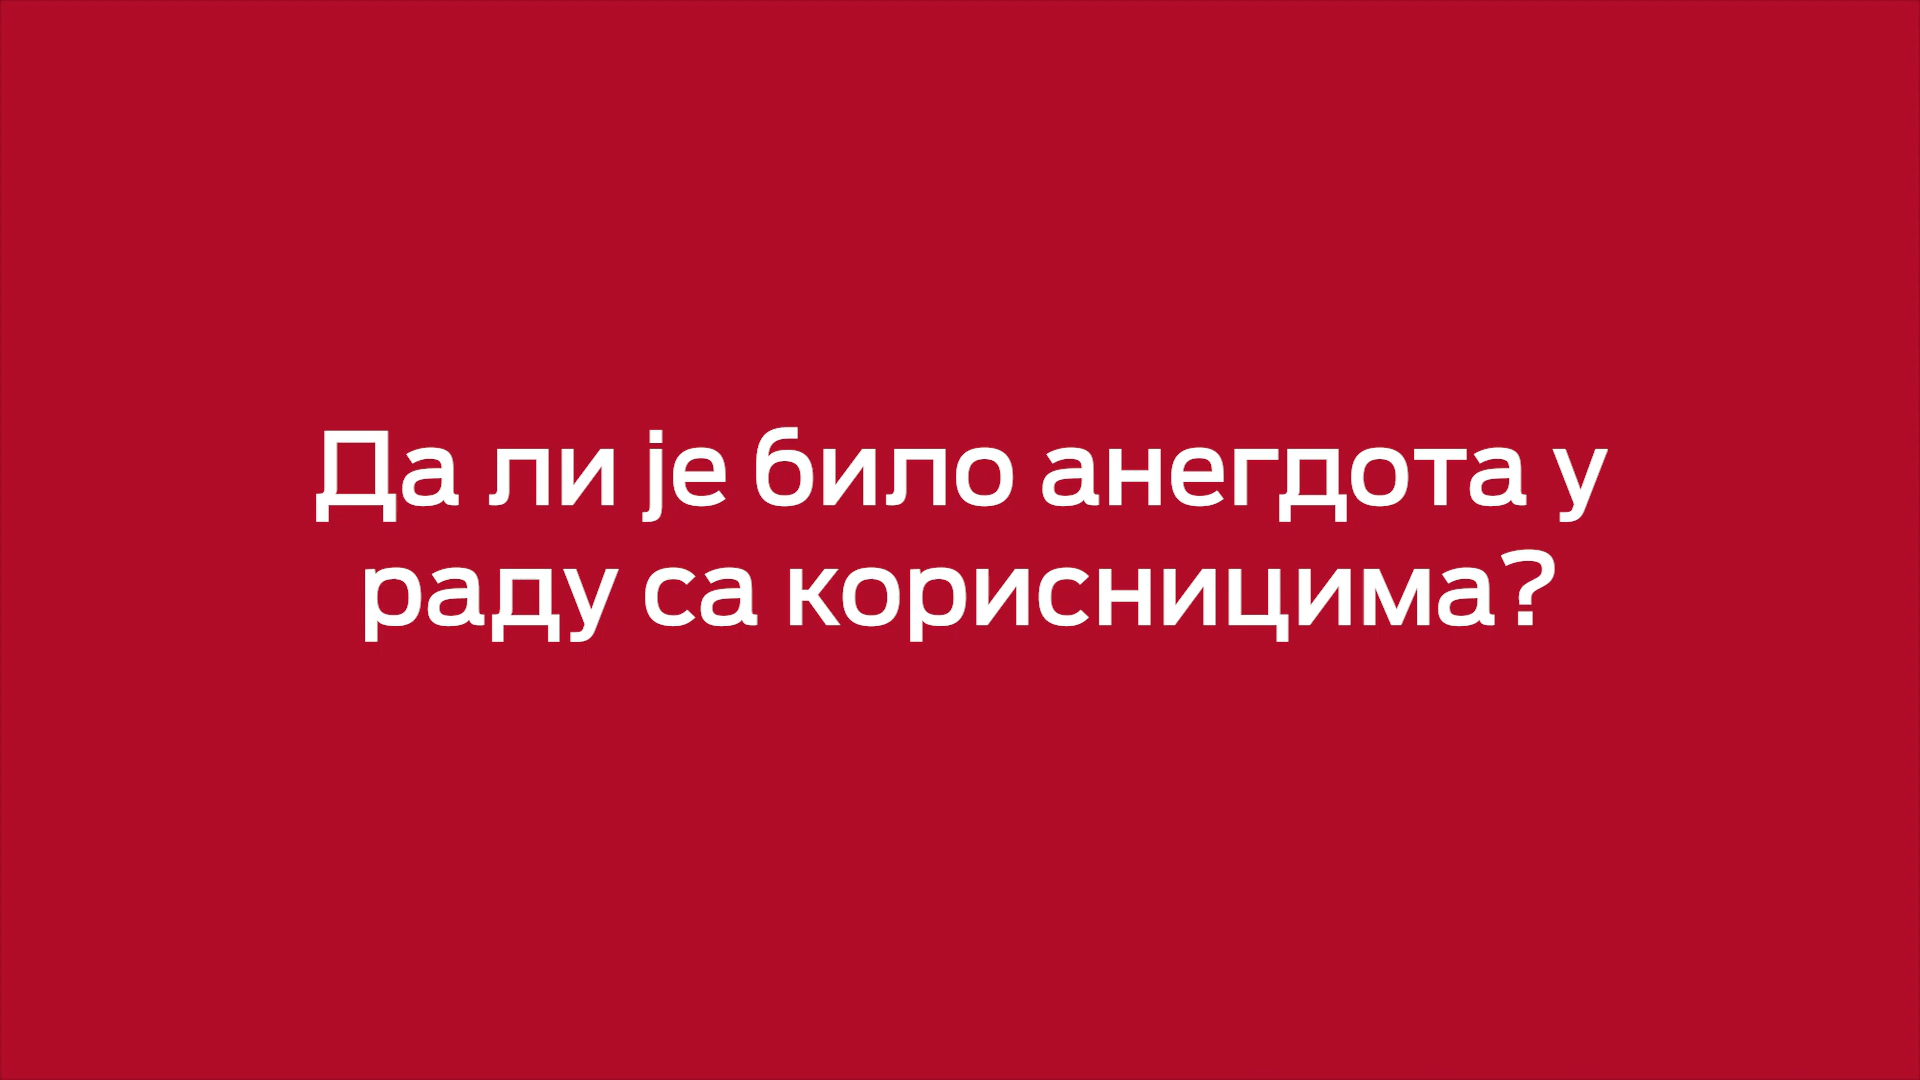 Да ли је било анегдота у
раду са корисницима?